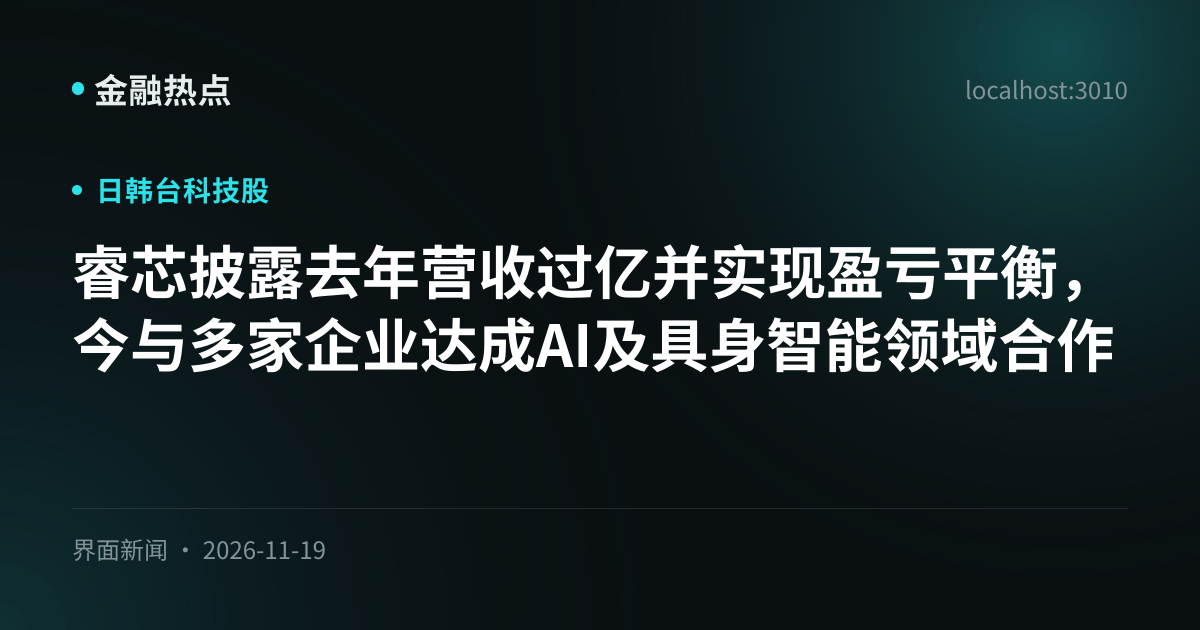 金融热点
localhost:3010
日韩台科技股
睿芯披露去年营收过亿并实现盈亏平衡，
今与多家企业达成AI及具身智能领域合作
界面新闻 · 2026-11-19